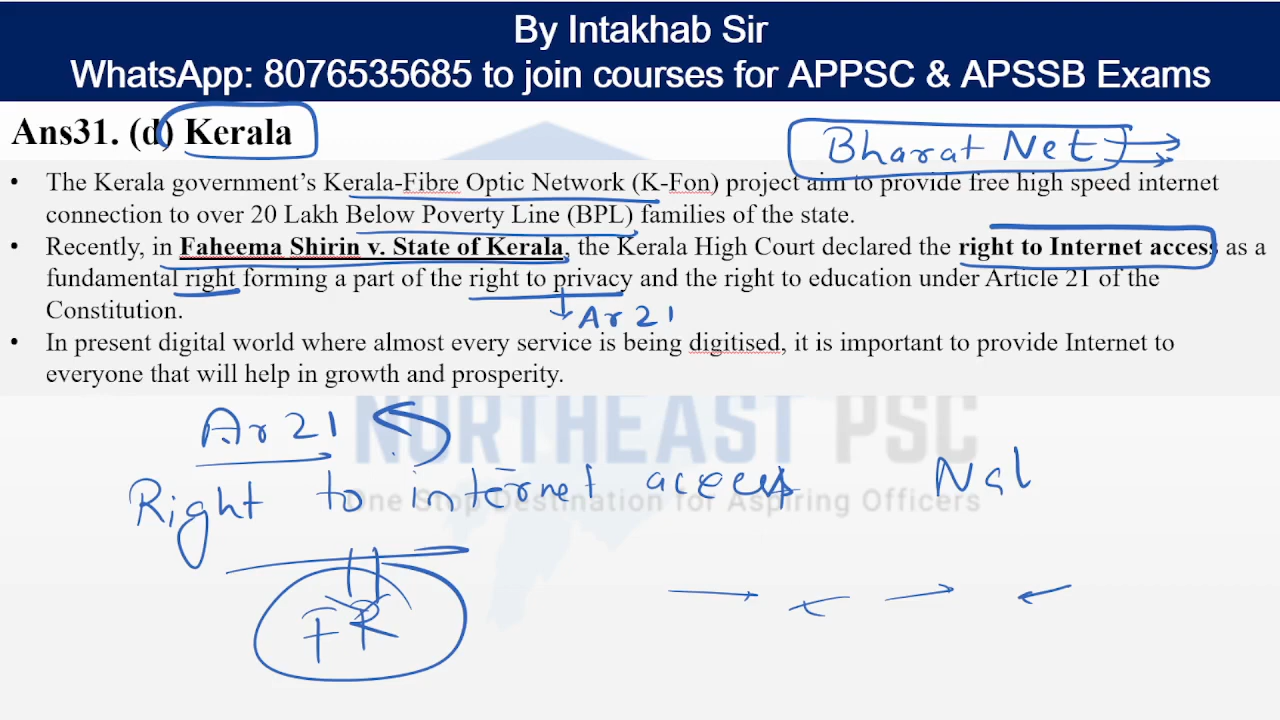 By Intakhab Sir
WhatsApp: 8076535685 to join courses for APPSC & APSSB Exams
Ans31. (d) Kerala
Bharat Net
• The Kerala government's Kerala-Fibre Optic Network (K-Fon) project aim to provide free high speed internet
connection to over 20 Lakh Below Poverty Line (BPL) families of the state.
• Recently, in Faheema Shirin v. State of Kerala, the Kerala High Court declared the right to Internet access as a
fundamental right forming a part of the right to privacy and the right to education under Article 21 of the
Constitution.
Ar 21
• In present digital world where almost every service is being digitised, it is important to provide Internet to
everyone that will help in growth and prosperity.
Ar 21
NORTHEAST PSC
Right to internet access
One Stop Destination for Aspiring Officers
FR